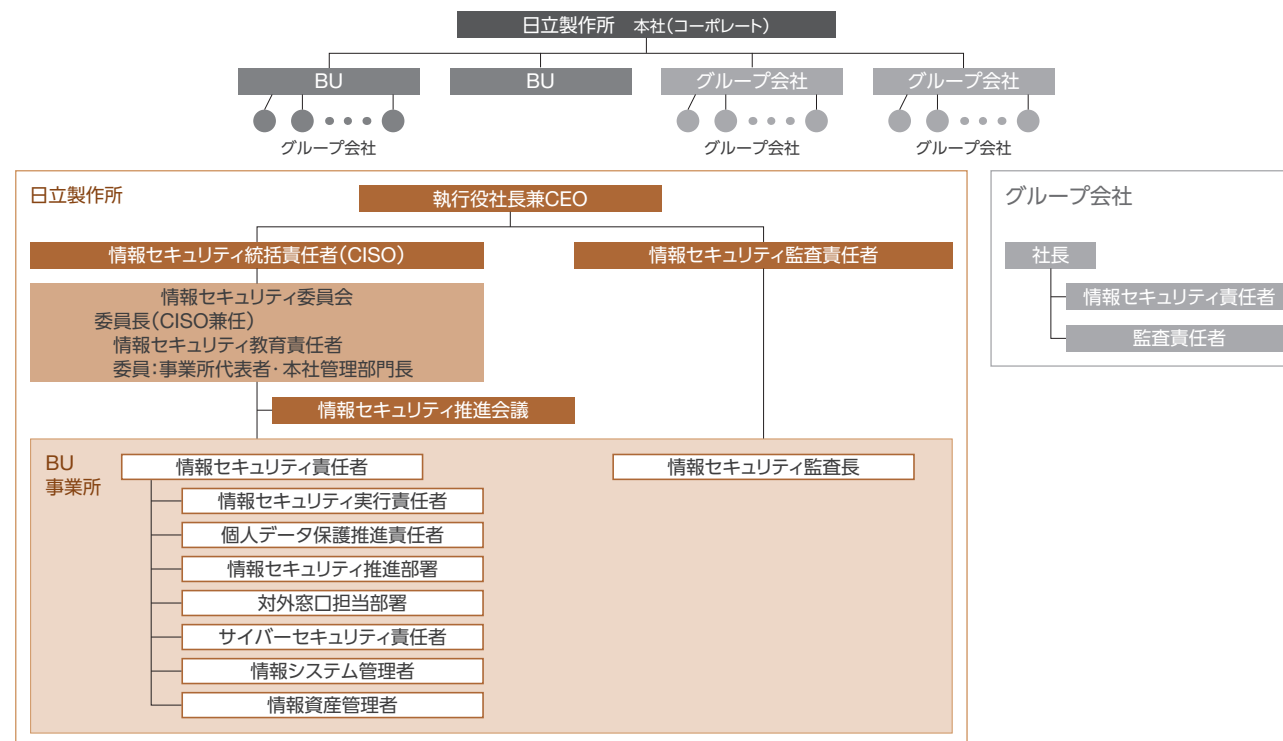 日立製作所 本社(コーポレート)
BU
BU
グループ会社
グループ会社
グループ会社
グループ会社
グループ会社
日立製作所
執行役社長兼CEO
情報セキュリティ統括責任者(CISO)
情報セキュリティ監査責任者
情報セキュリティ委員会
委員長(CISO兼任)
情報セキュリティ教育責任者
委員:事業所代表者・本社管理部門長
情報セキュリティ推進会議
BU
事業所
情報セキュリティ責任者
情報セキュリティ監査長
情報セキュリティ実行責任者
個人データ保護推進責任者
情報セキュリティ推進部署
対外窓口担当部署
サイバーセキュリティ責任者
情報システム管理者
情報資産管理者
グループ会社
社長
情報セキュリティ責任者
監査責任者